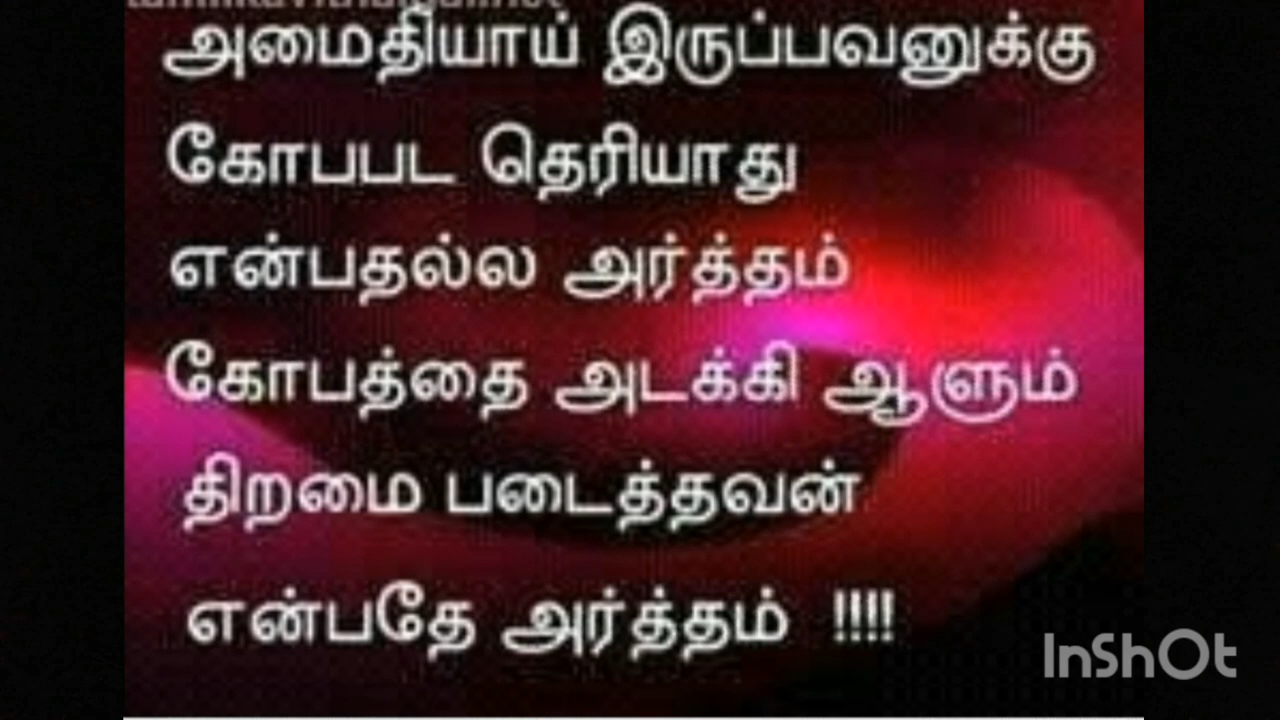 அமைதியாய் இருப்பவனுக்கு
கோபபட தெரியாது
என்பதல்ல அர்த்தம்
கோபத்தை அடக்கி ஆளும்
திறமை படைத்தவன்
என்பதே அர்த்தம் !!!!
InShOt